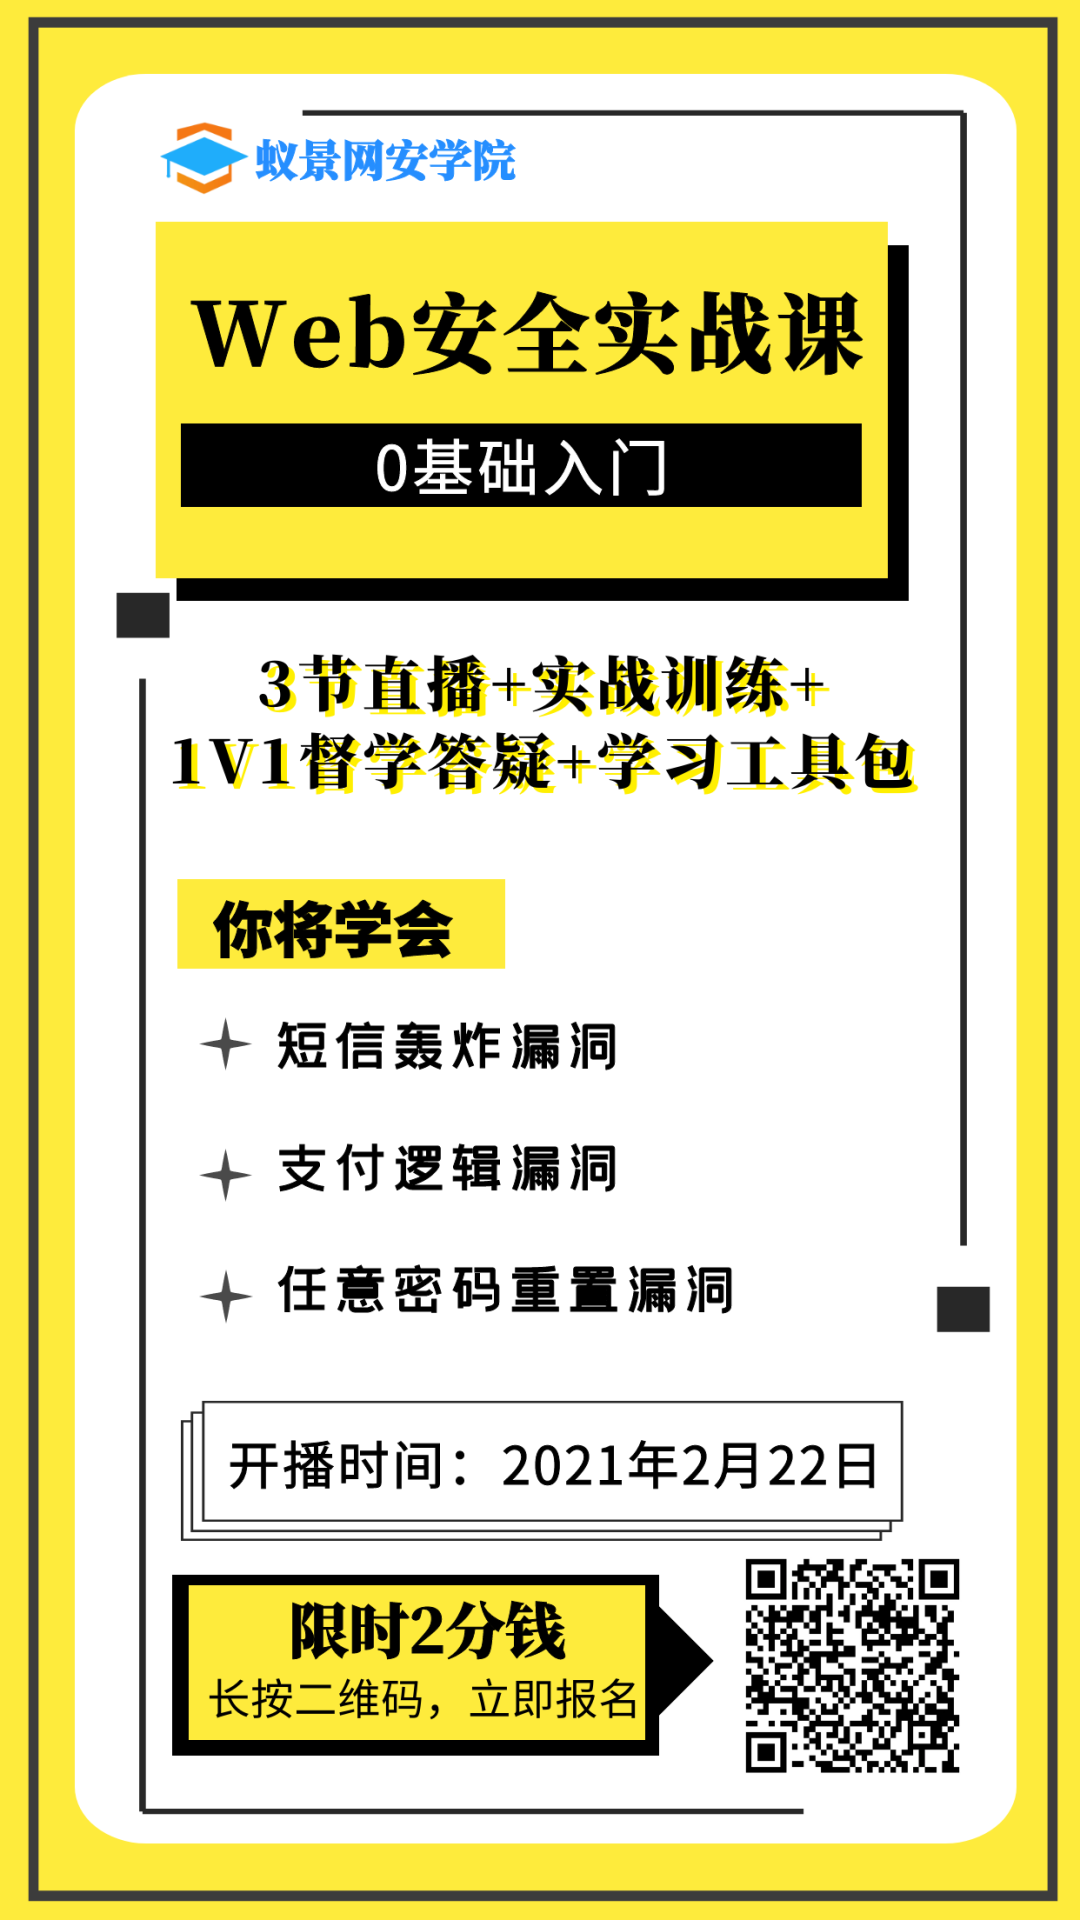 蚁景网安学院
Web安全实战课
0基础入门
3节直播+实战训练+
1V1督学答疑+学习工具包
你将学会
短信轰炸漏洞
支付逻辑漏洞
任意密码重置漏洞
开播时间：2021年2月22日
限时2分钱
长按二维码，立即报名